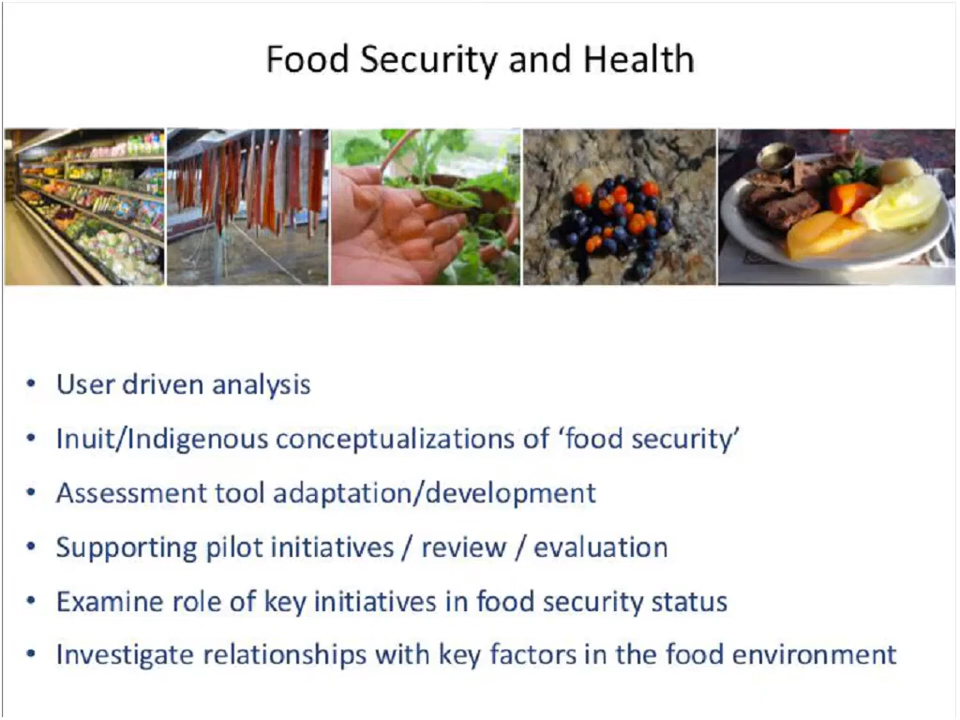 Food Security and Health
• User driven analysis
• Inuit/Indigenous conceptualizations of ‘food security’
• Assessment tool adaptation/development
• Supporting pilot initiatives / review / evaluation
• Examine role of key initiatives in food security status
• Investigate relationships with key factors in the food environment